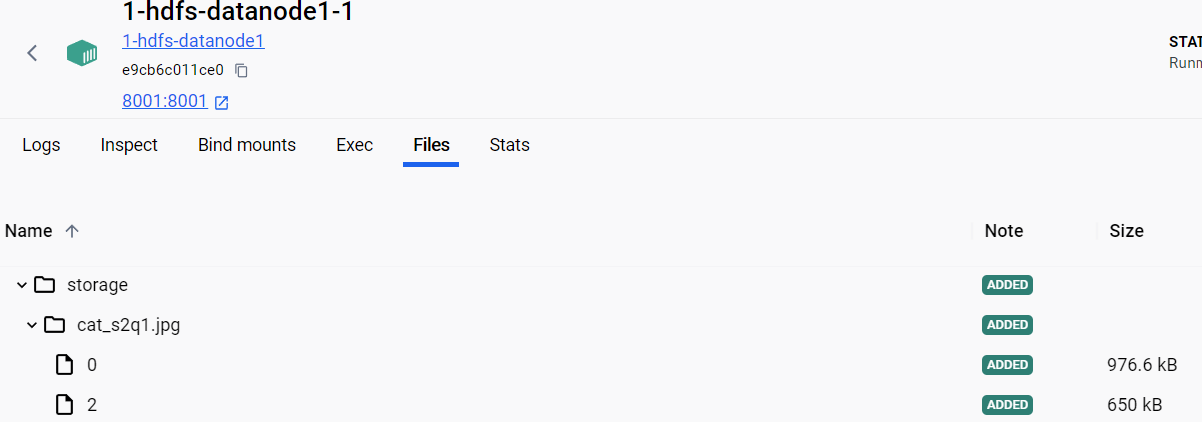 1-hdfs-datanode1-1
1-hdfs-datanode1
STAT
e9cb6c011ce0
Runn
8001:8001
Logs Inspect Bind mounts Exec Files Stats
Name Note Size
storage ADDED
cat_s2q1.jpg ADDED
0 ADDED 976.6 kB
2 ADDED 650 kB